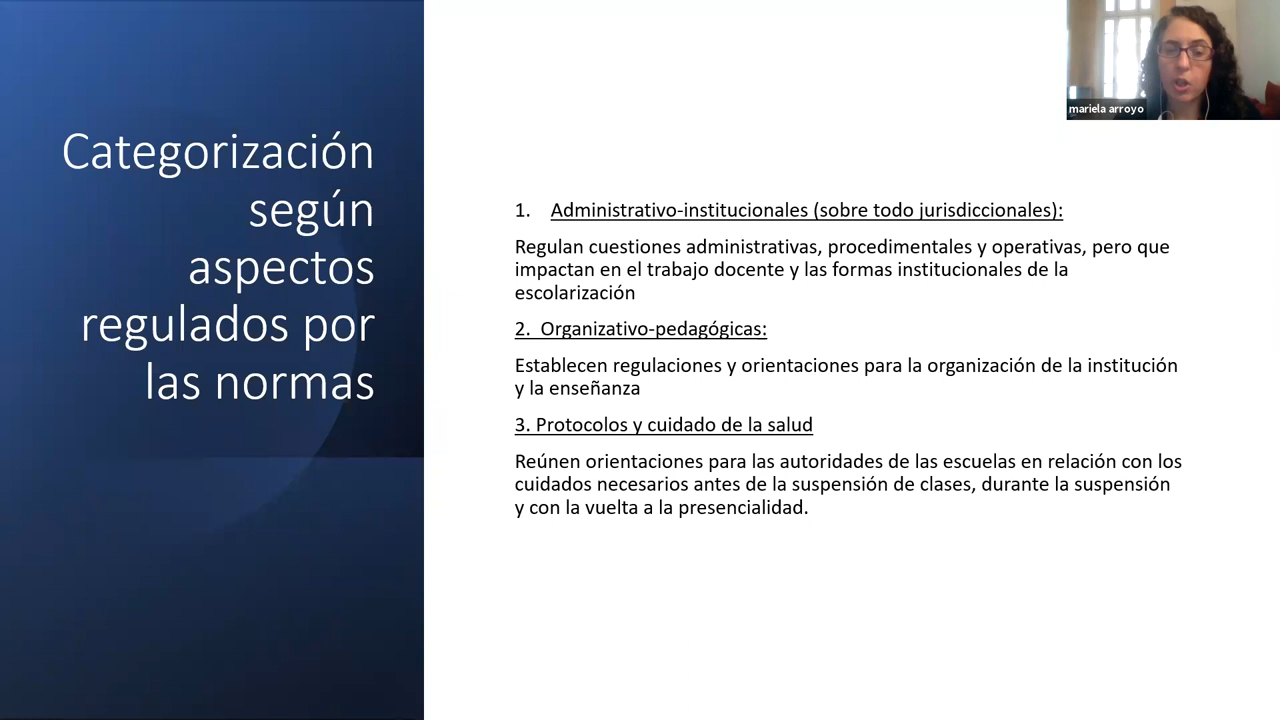 Categorización
según
aspectos
regulados por
las normas
mariela arroyo
1. Administrativo-institucionales (sobre todo jurisdiccionales):
Regulan cuestiones administrativas, procedimentales y operativas, pero que
impactan en el trabajo docente y las formas institucionales de la
escolarización
2. Organizativo-pedagógicas:
Establecen regulaciones y orientaciones para la organización de la institución
y la enseñanza
3. Protocolos y cuidado de la salud
Reúnen orientaciones para las autoridades de las escuelas en relación con los
cuidados necesarios antes de la suspensión de clases, durante la suspensión
y con la vuelta a la presencialidad.